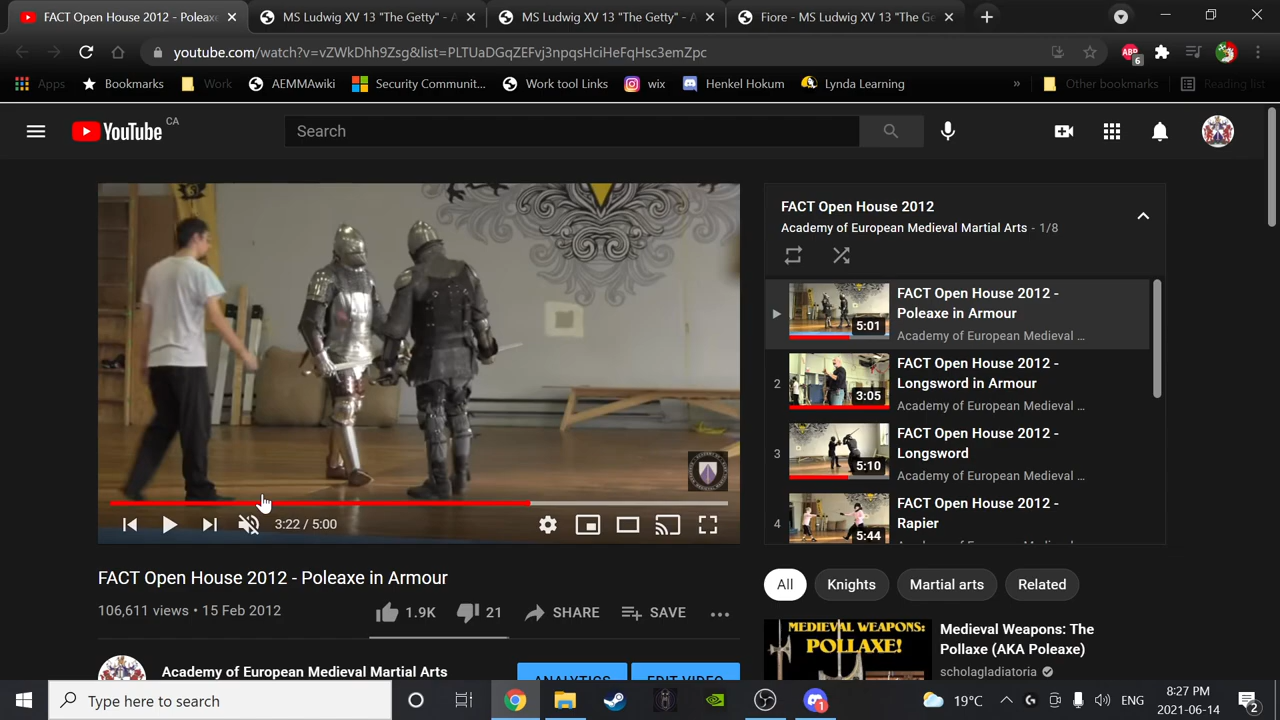 FACT Open House 2012 - Poleax
MS Ludwig XV 13 "The Getty" -
MS Ludwig XV 13 "The Getty" - A
Fiore - MS Ludwig XV 13 "The Ge
youtube.com/watch?v=vZWkDhh9Zsg&list=PLTUaDGqZEFvj3npqsHciHeFqHsc3emZpc
6
Apps
Bookmarks
Work
AEMMAwiki
Security Communit...
Work tool Links
wix
Henkel Hokum
Lynda Learning
»
Other bookmarks
Reading list
YouTube CA
Search
FACT Open House 2012
Academy of European Medieval Martial Arts - 1/8
FACT Open House 2012 -
Poleaxe in Armour
Academy of European Medieval ...
5:01
2
FACT Open House 2012 -
Longsword in Armour
Academy of European Medieval ...
3:05
3
FACT Open House 2012 -
Longsword
Academy of European Medieval ...
5:10
4
FACT Open House 2012 -
Rapier
5:44
3:22 / 5:00
FACT Open House 2012 - Poleaxe in Armour
106,611 views • 15 Feb 2012
1.9K
21
SHARE
SAVE
All
Knights
Martial arts
Related
MEDIEVAL WEAPONS:
POLLAXE!
Medieval Weapons: The
Pollaxe (AKA Poleaxe)
scholagladiatoria
Academy of European Medieval Martial Arts
ANALYTICS
EDIT VIDEO
Type here to search
1
19°C
ENG
8:27 PM
2021-06-14
2